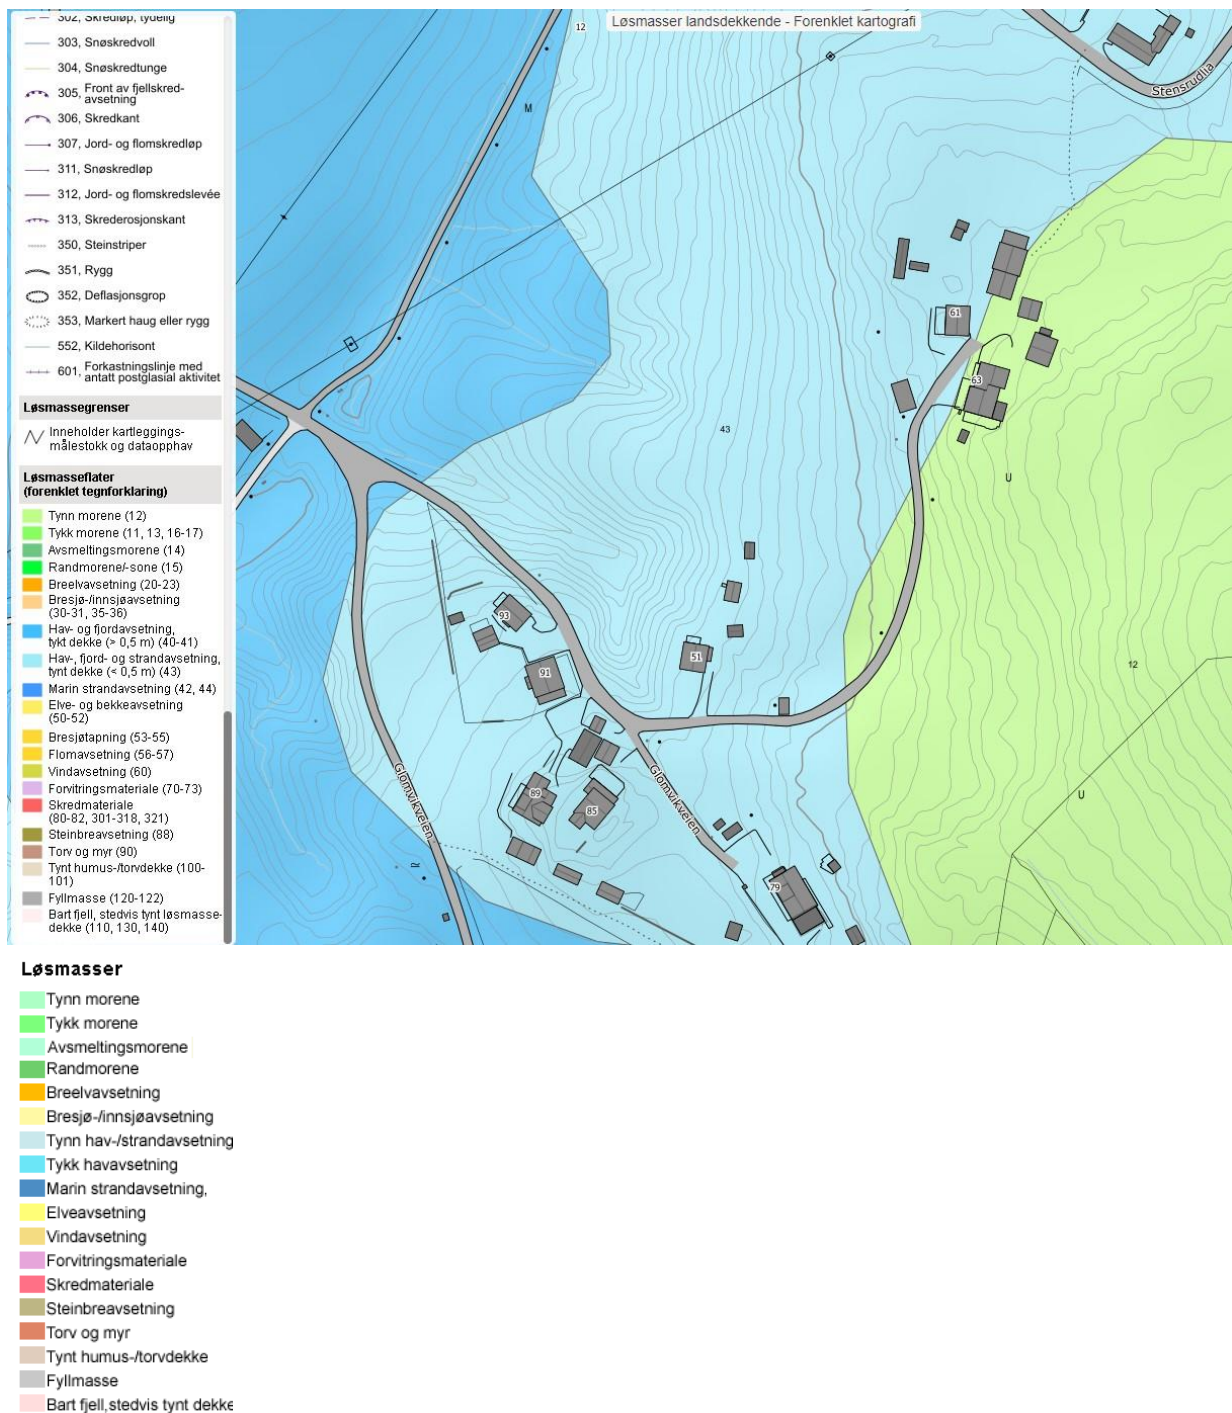 302, Skredløp, tydelig
303, Snøskredvoll
304, Snøskredtunge
305, Front av fjellskred-
avsetning
306, Skredkant
307, Jord- og flomskredløp
311, Snøskredløp
312, Jord- og flomskredslevée
313, Skrederosjonskant
350, Steinstriper
351, Rygg
352, Deflasjonsgrop
353, Markert haug eller rygg
552, Kildehorisont
601, Forkastningslinje med
antatt postglasial aktivitet
Løsmassegrenser
Inneholder kartleggings-
målestokk og dataopphav
Løsmasseflater
(forenklet tegnforklaring)
Tynn morene (12)
Tykk morene (11, 13, 16-17)
Avsmeltingsmorene (14)
Randmorene/-sone (15)
Breelvavsetning (20-23)
Bresjø-/innsjøavsetning
(30-31, 35-36)
Hav- og fjordavsetning,
tykt dekke (> 0,5 m) (40-41)
Hav-, fjord- og strandavsetning,
tynt dekke (< 0,5 m) (43)
Marin strandavsetning (42, 44)
Elve- og bekkeavsetning
(50-52)
Bresjøtapning (53-55)
Flomavsetning (56-57)
Vindavsetning (60)
Forvitringsmateriale (70-73)
Skredmateriale
(80-82, 301-318, 321)
Steinbreavsetning (88)
Torv og myr (90)
Tynt humus-/torvdekke (100-
101)
Fyllmasse (120-122)
Bart fjell, stedvis tynt løsmasse-
dekke (110, 130, 140)
Løsmasser landsdekkende - Forenklet kartografi
12
M
Stensrudlia
61
63
43
U
93
91
51
12
Glomvikveien
Glomvikveien
89
85
U
79
Løsmasser
Tynn morene
Tykk morene
Avsmeltingsmorene
Randmorene
Breelvavsetning
Bresjø-/innsjøavsetning
Tynn hav-/strandavsetning
Tykk havavsetning
Marin strandavsetning,
Elveavsetning
Vindavsetning
Forvitringsmateriale
Skredmateriale
Steinbreavsetning
Torv og myr
Tynt humus-/torvdekke
Fyllmasse
Bart fjell,stedvis tynt dekke